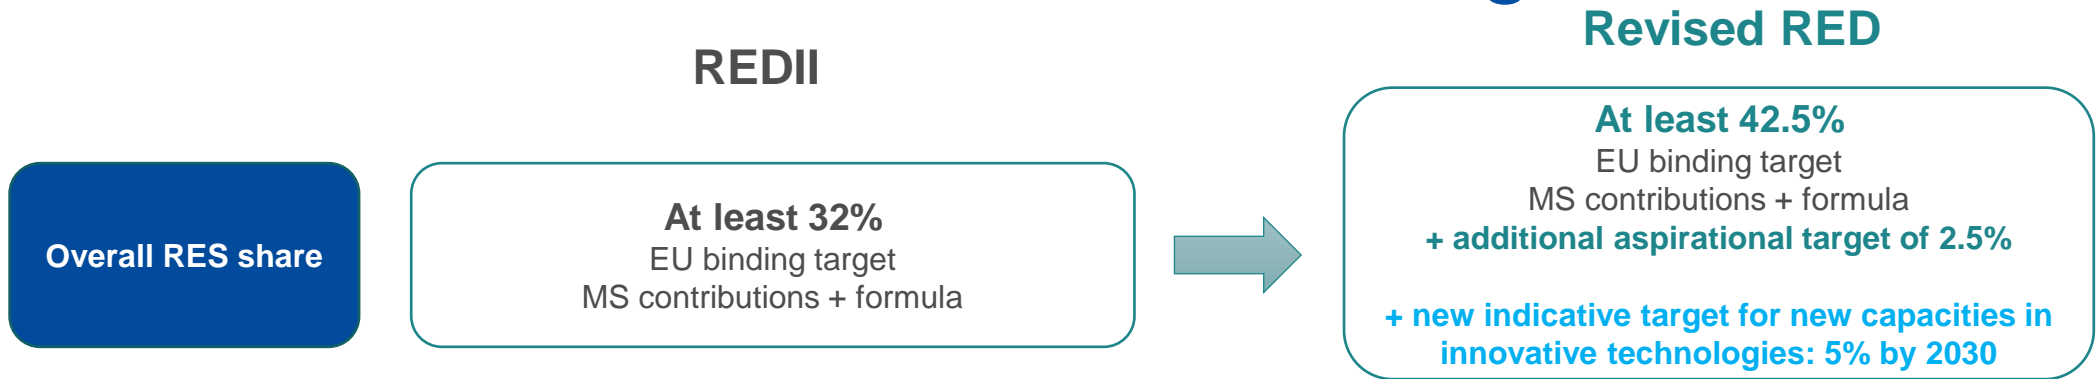 REDII
Revised RED
Overall RES share
At least 32%
EU binding target
MS contributions + formula
At least 42.5%
EU binding target
MS contributions + formula
+ additional aspirational target of 2.5%
+ new indicative target for new capacities in
innovative technologies: 5% by 2030